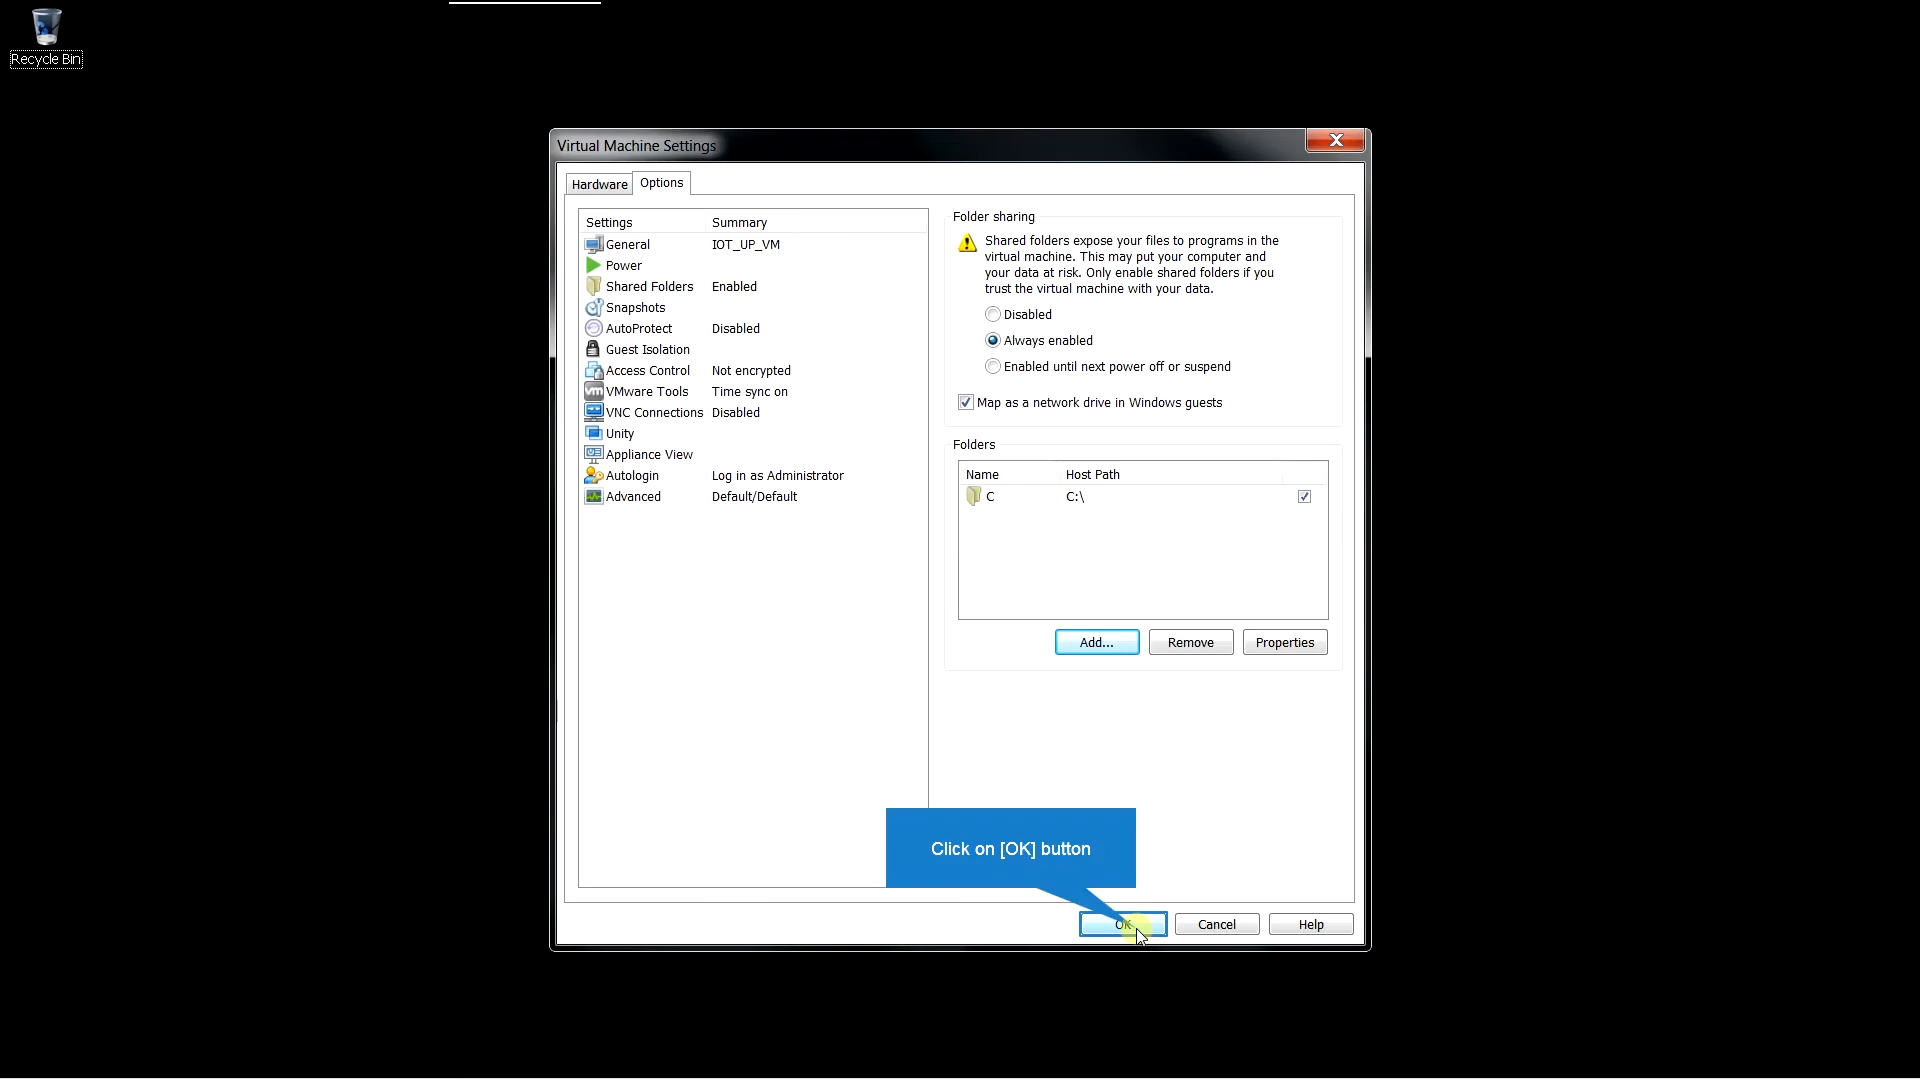 Recycle Bin
Virtual Machine Settings
Hardware Options
Settings Summary
General IOT_UP_VM
Power
Shared Folders Enabled
Snapshots
AutoProtect Disabled
Guest Isolation
Access Control Not encrypted
VMware Tools Time sync on
VNC Connections Disabled
Unity
Appliance View
Autologin Log in as Administrator
Advanced Default/Default
Folder sharing
Shared folders expose your files to programs in the
virtual machine. This may put your computer and
your data at risk. Only enable shared folders if you
trust the virtual machine with your data.
Disabled
Always enabled
Enabled until next power off or suspend
Map as a network drive in Windows guests
Folders
Name Host Path
C C:\
Add... Remove Properties
Click on [OK] button
OK Cancel Help